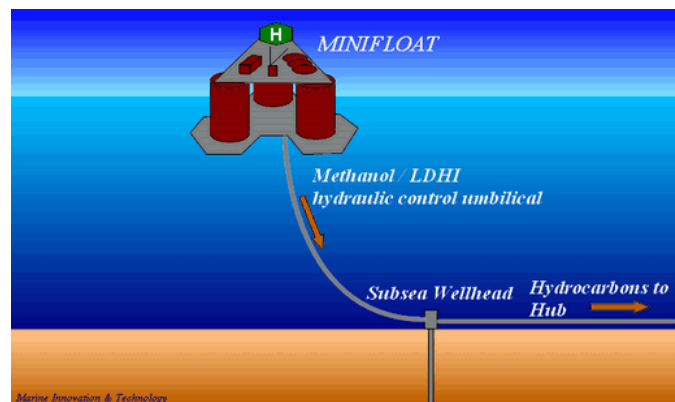 H
MINIFLOAT
Methanol / LDHI
hydraulic control umbilical
Subsea Wellhead
Hydrocarbons to
Hub
Marine Innovation & Technology